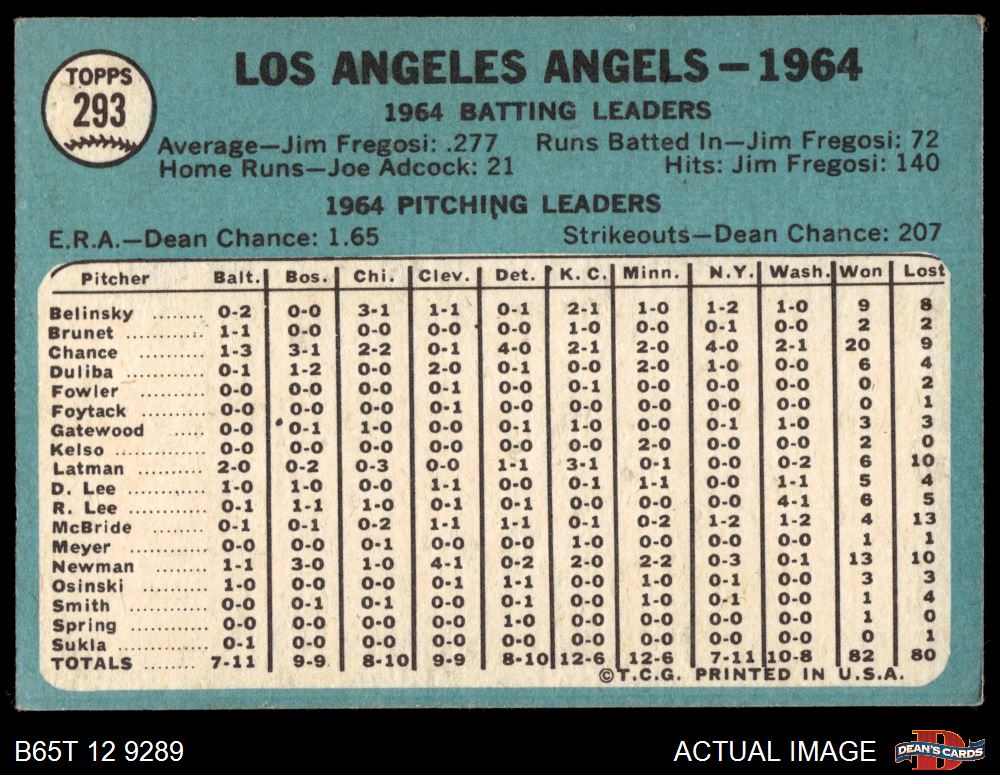 TOPPS
293
LOS ANGELES ANGELS — 1964
1964 BATTING LEADERS
Average—Jim Fregosi: .277 Runs Batted In—Jim Fregosi: 72
Home Runs—Joe Adcock: 21 Hits: Jim Fregosi: 140
1964 PITCHING LEADERS
E.R.A.—Dean Chance: 1.65 Strikeouts—Dean Chance: 207
Pitcher Balt. Bos. Chi. Clev. Det. K. C. Minn. N.Y. Wash. Won Lost
Belinsky ........ 0-2 0-0 3-1 1-1 0-1 2-1 1-0 1-2 1-0 9 8
Brunet ........... 1-1 0-0 0-0 0-0 0-0 1-0 0-0 0-1 0-0 2 2
Chance .......... 1-3 3-1 2-2 0-1 4-0 2-1 2-0 4-0 2-1 20 9
Duliba ............ 0-1 1-2 0-0 2-0 0-1 0-0 2-0 1-0 0-0 6 4
Fowler ........... 0-0 0-0 0-0 0-1 0-0 0-1 0-0 0-0 0-0 0 2
Foytack ......... 0-0 0-0 0-0 0-1 0-0 0-0 0-0 0-0 0-0 0 1
Gatewood ..... 0-0 0-1 1-0 0-0 0-0 1-0 0-0 0-1 1-0 3 3
Kelso .............. 0-0 0-0 0-0 0-0 0-0 0-0 2-0 0-0 0-0 2 0
Latman .......... 2-0 0-2 0-3 0-0 1-1 3-1 0-1 0-0 0-2 6 10
D. Lee ............ 1-0 1-0 0-0 1-1 0-0 0-1 1-1 0-0 1-1 5 4
R. Lee ............ 0-1 1-1 1-0 0-1 0-1 0-0 0-0 0-0 4-1 6 5
McBride ........ 0-1 0-1 0-2 1-1 1-1 0-1 0-2 1-2 1-2 4 13
Meyer ............ 0-0 0-0 0-1 0-0 0-0 1-0 0-0 0-0 0-0 1 1
Newman ........ 1-1 3-0 1-0 4-1 0-2 2-0 2-2 0-3 0-1 13 10
Osinski .......... 1-0 0-0 0-0 0-1 1-1 0-0 1-0 0-1 0-0 3 3
Smith ............. 0-0 0-1 0-1 0-0 0-1 0-0 1-0 0-1 0-0 1 4
Spring ............ 0-0 0-0 0-0 0-0 1-0 0-0 0-0 0-0 0-0 1 0
Sukla .............. 0-1 0-0 0-0 0-0 0-0 0-0 0-0 0-0 0-0 0 1
TOTALS ....... 7-11 9-9 8-10 9-9 8-10 12-6 12-6 7-11 10-8 82 80
©T.C.G. PRINTED IN U.S.A.
B65T 12 9289 ACTUAL IMAGE DEAN'S CARDS